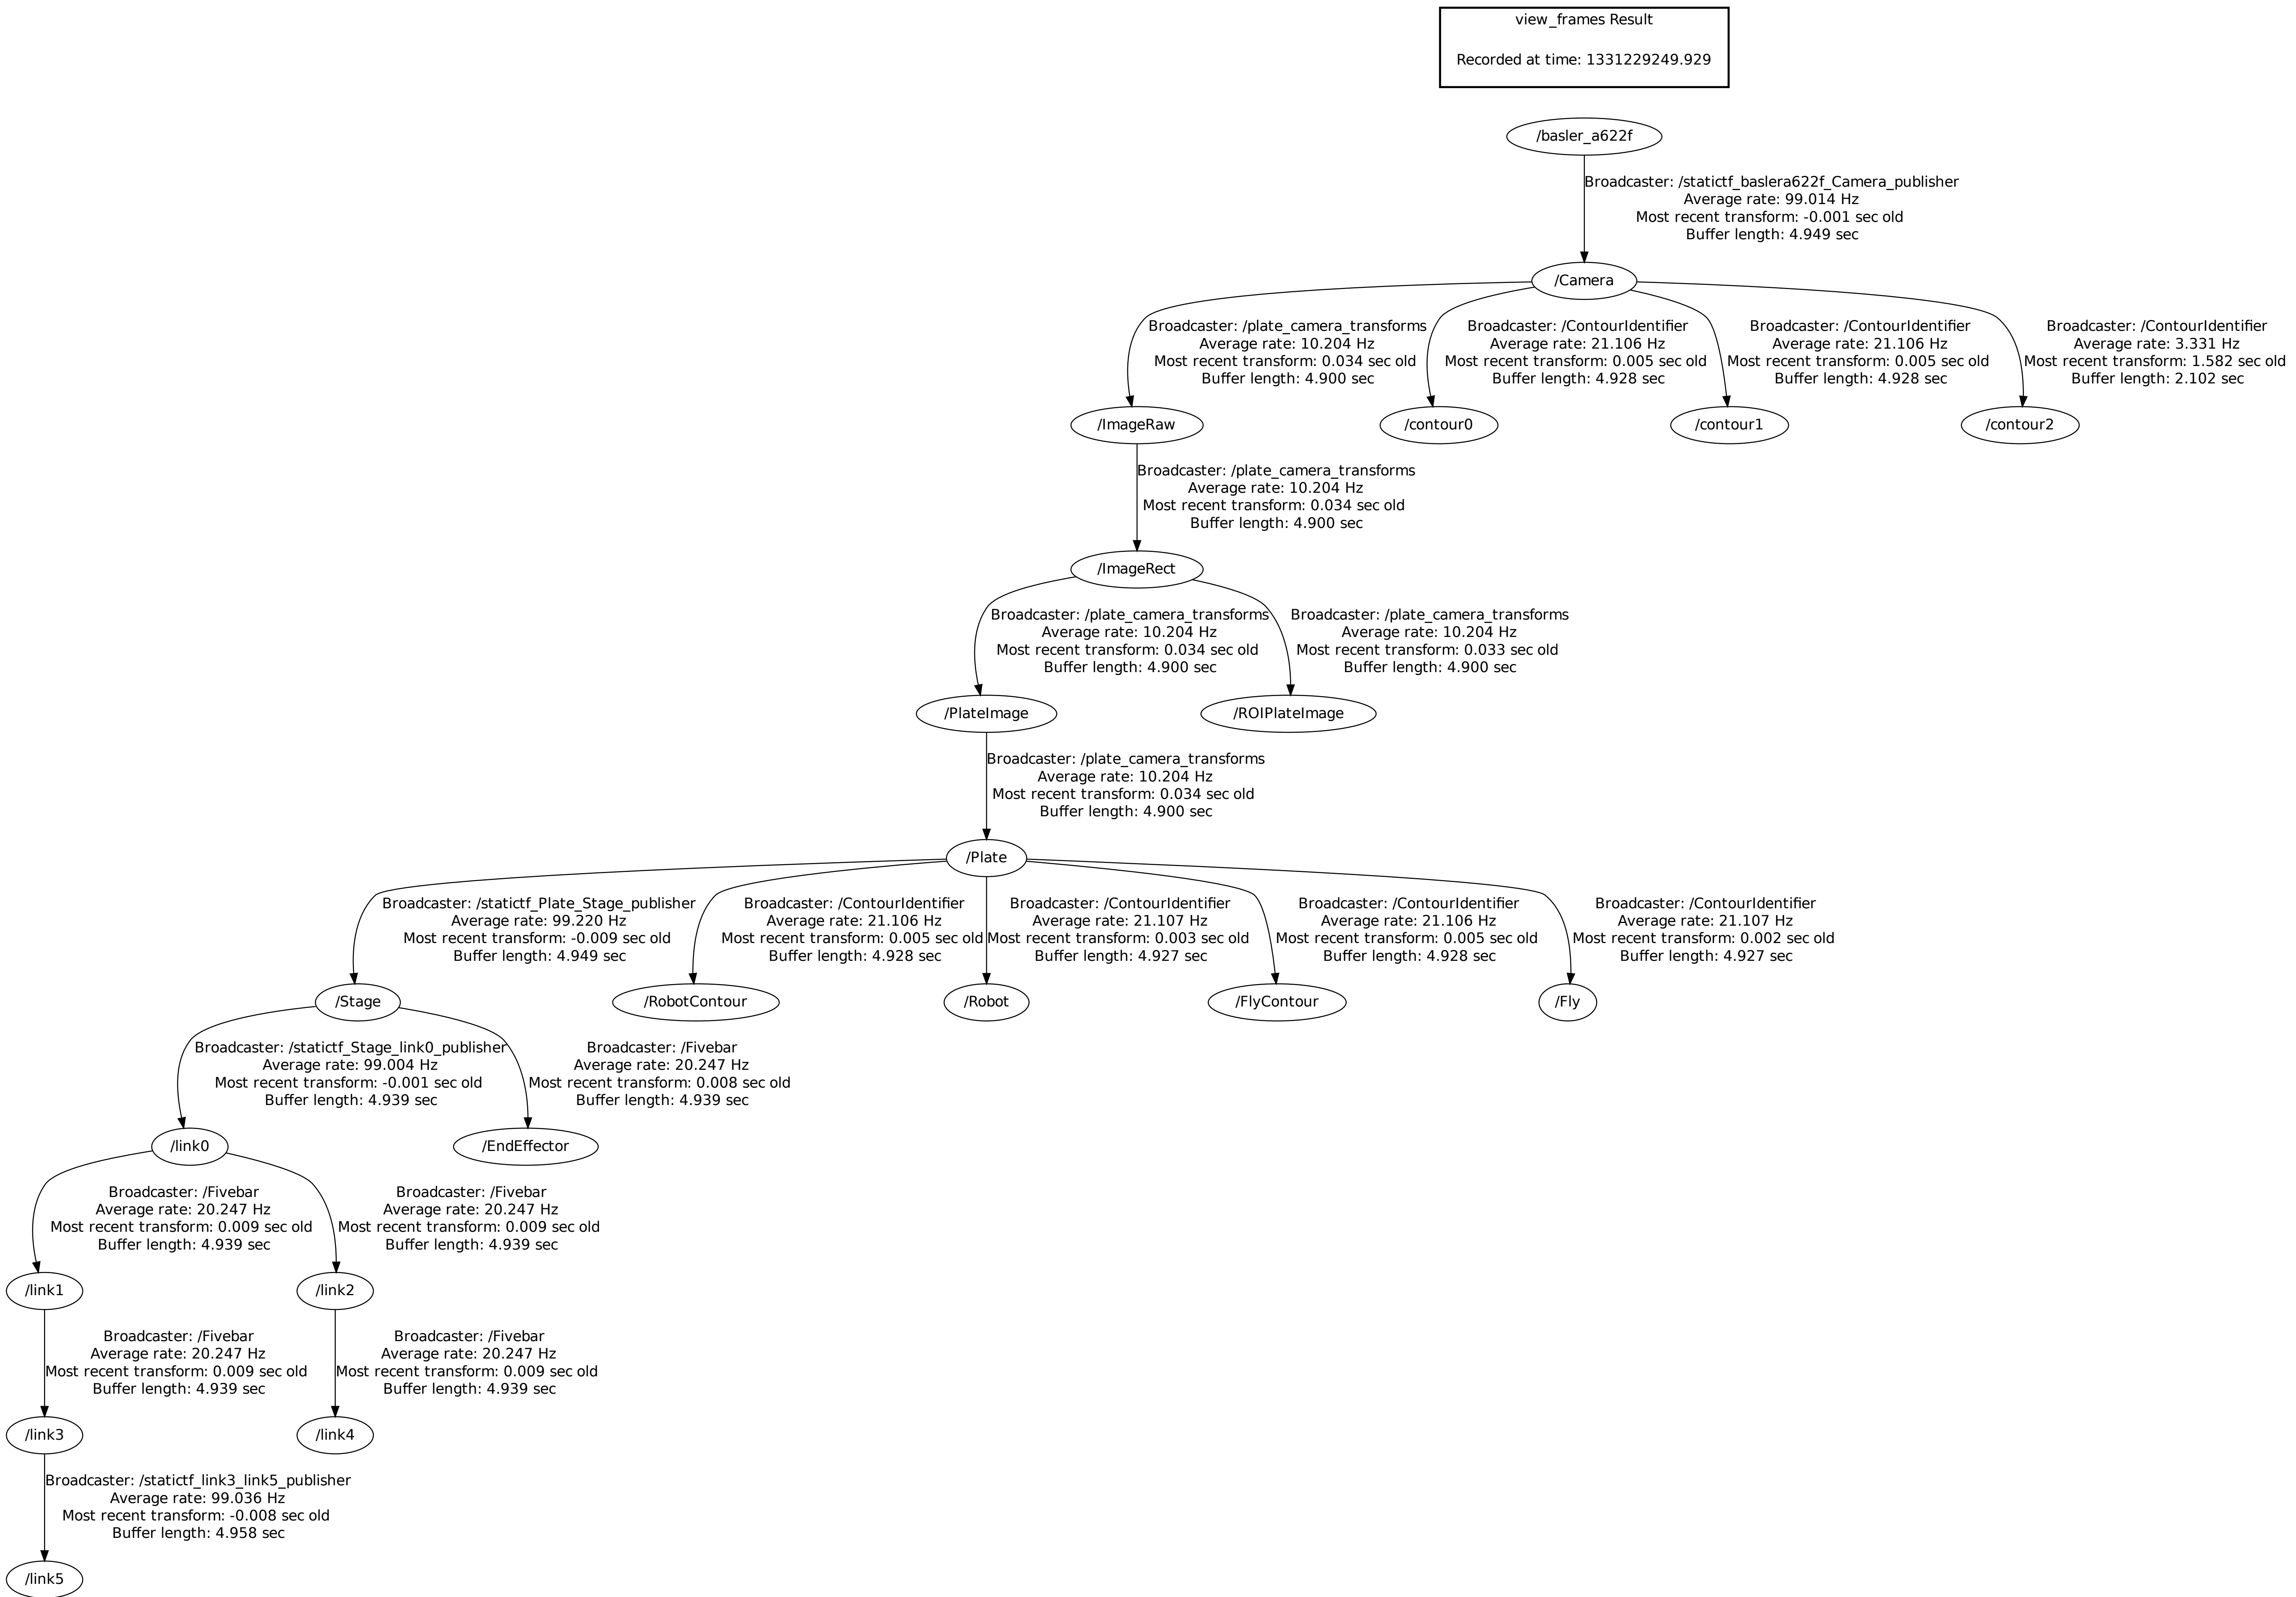 view_frames Result
Recorded at time: 1331229249.929
/basler_a622f
Broadcaster: /statictf_baslera622f_Camera_publisher
Average rate: 99.014 Hz
Most recent transform: -0.001 sec old
Buffer length: 4.949 sec
/Camera
Broadcaster: /plate_camera_transforms
Average rate: 10.204 Hz
Most recent transform: 0.034 sec old
Buffer length: 4.900 sec
Broadcaster: /ContourIdentifier
Average rate: 21.106 Hz
Most recent transform: 0.005 sec old
Buffer length: 4.928 sec
Broadcaster: /ContourIdentifier
Average rate: 21.106 Hz
Most recent transform: 0.005 sec old
Buffer length: 4.928 sec
Broadcaster: /ContourIdentifier
Average rate: 3.331 Hz
Most recent transform: 1.582 sec old
Buffer length: 2.102 sec
/ImageRaw
/contour0
/contour1
/contour2
Broadcaster: /plate_camera_transforms
Average rate: 10.204 Hz
Most recent transform: 0.034 sec old
Buffer length: 4.900 sec
/ImageRect
Broadcaster: /plate_camera_transforms
Average rate: 10.204 Hz
Most recent transform: 0.034 sec old
Buffer length: 4.900 sec
Broadcaster: /plate_camera_transforms
Average rate: 10.204 Hz
Most recent transform: 0.033 sec old
Buffer length: 4.900 sec
/PlateImage
/ROIPlateImage
Broadcaster: /plate_camera_transforms
Average rate: 10.204 Hz
Most recent transform: 0.034 sec old
Buffer length: 4.900 sec
/Plate
Broadcaster: /statictf_Plate_Stage_publisher
Average rate: 99.220 Hz
Most recent transform: -0.009 sec old
Buffer length: 4.949 sec
Broadcaster: /ContourIdentifier
Average rate: 21.106 Hz
Most recent transform: 0.005 sec old
Buffer length: 4.928 sec
Broadcaster: /ContourIdentifier
Average rate: 21.107 Hz
Most recent transform: 0.003 sec old
Buffer length: 4.927 sec
Broadcaster: /ContourIdentifier
Average rate: 21.106 Hz
Most recent transform: 0.005 sec old
Buffer length: 4.928 sec
Broadcaster: /ContourIdentifier
Average rate: 21.107 Hz
Most recent transform: 0.002 sec old
Buffer length: 4.927 sec
/Stage
/RobotContour
/Robot
/FlyContour
/Fly
Broadcaster: /statictf_Stage_link0_publisher
Average rate: 99.004 Hz
Most recent transform: -0.001 sec old
Buffer length: 4.939 sec
Broadcaster: /Fivebar
Average rate: 20.247 Hz
Most recent transform: 0.008 sec old
Buffer length: 4.939 sec
/link0
/EndEffector
Broadcaster: /Fivebar
Average rate: 20.247 Hz
Most recent transform: 0.009 sec old
Buffer length: 4.939 sec
Broadcaster: /Fivebar
Average rate: 20.247 Hz
Most recent transform: 0.009 sec old
Buffer length: 4.939 sec
/link1
/link2
Broadcaster: /Fivebar
Average rate: 20.247 Hz
Most recent transform: 0.009 sec old
Buffer length: 4.939 sec
Broadcaster: /Fivebar
Average rate: 20.247 Hz
Most recent transform: 0.009 sec old
Buffer length: 4.939 sec
/link3
/link4
Broadcaster: /statictf_link3_link5_publisher
Average rate: 99.036 Hz
Most recent transform: -0.008 sec old
Buffer length: 4.958 sec
/link5